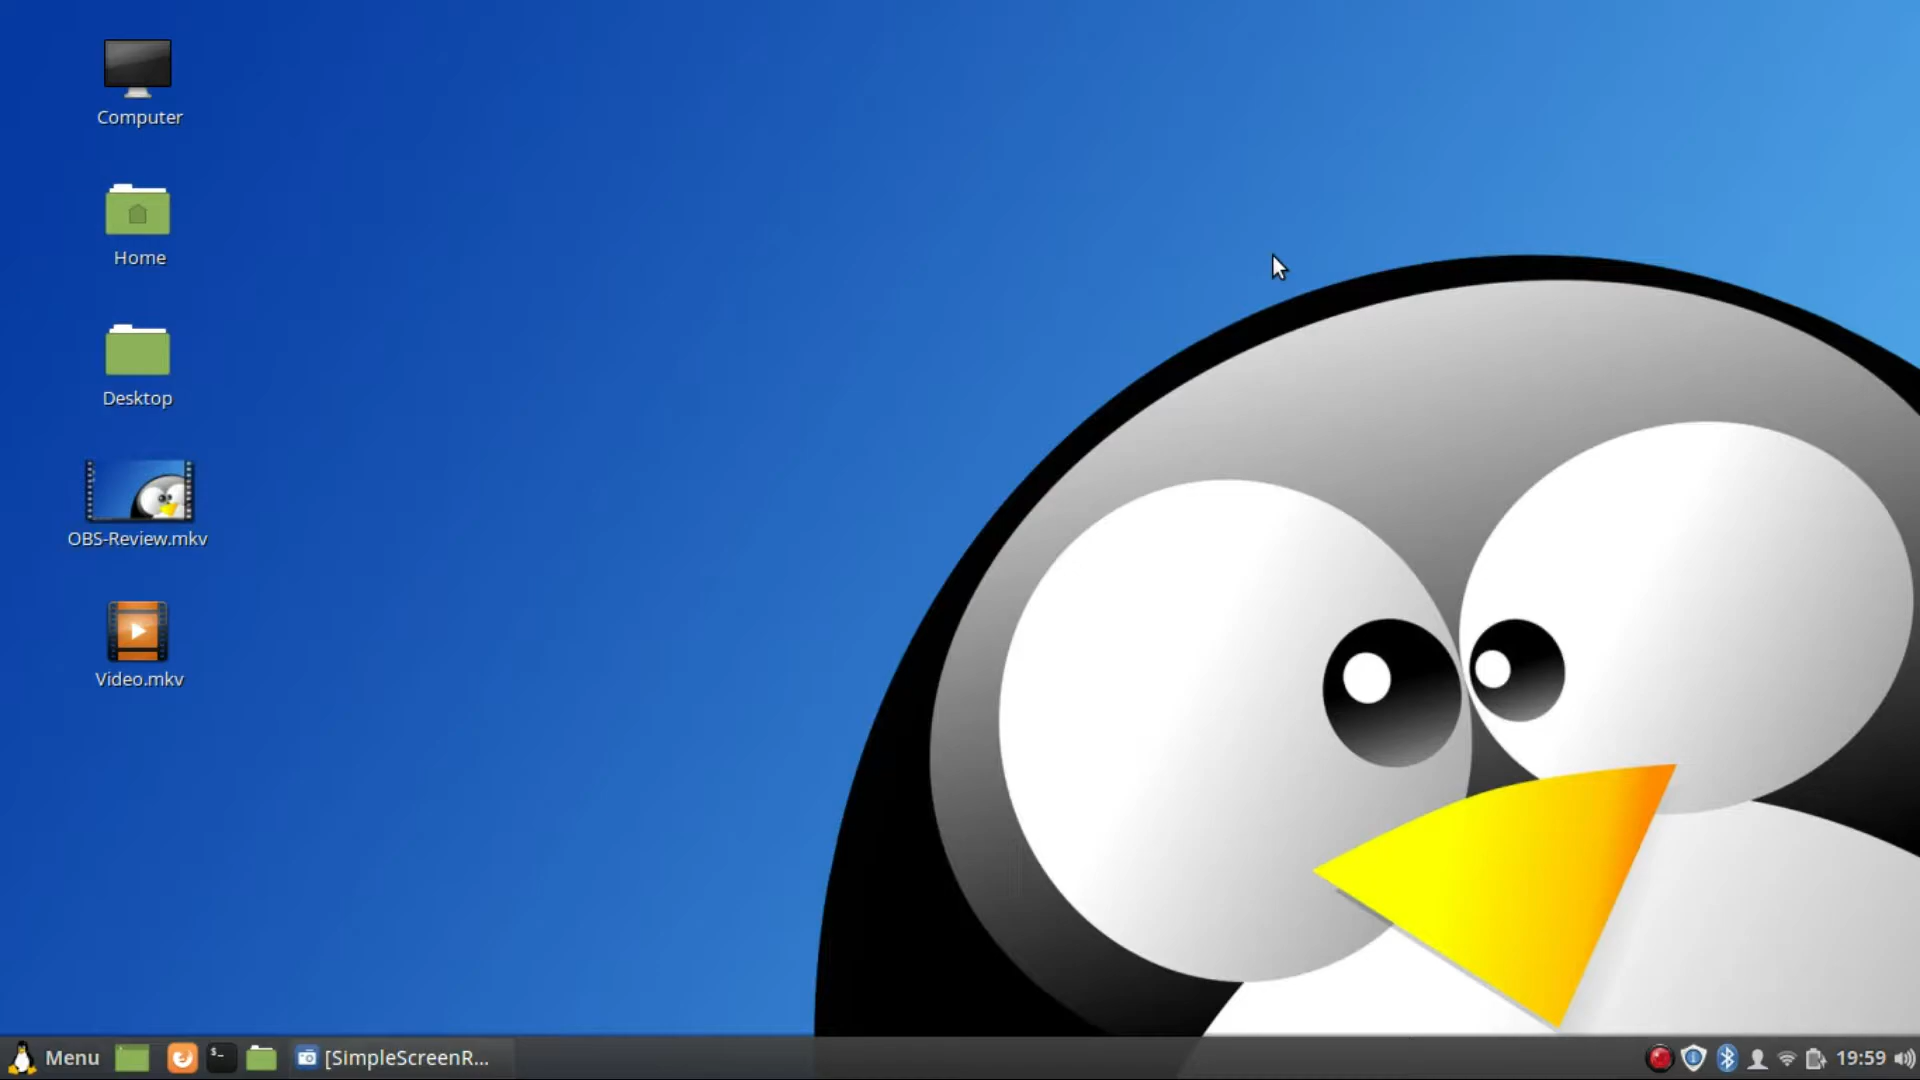 Computer
Home
Desktop
OBS-Review.mkv
Video.mkv
Menu
$-
[SimpleScreenR...
19:59